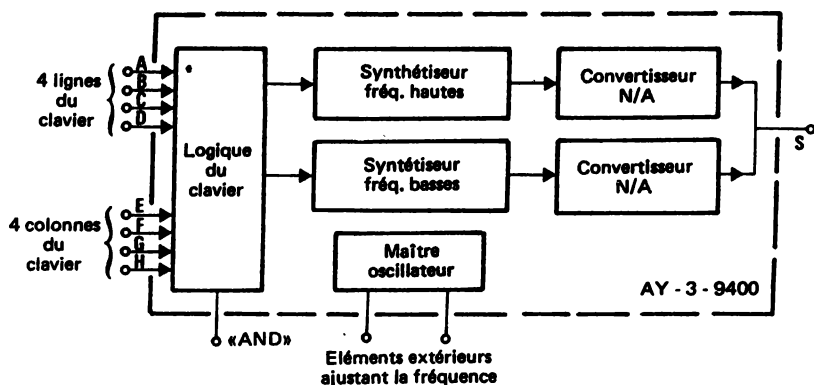 4 lignes
du
clavier
A
B
C
D
4 colonnes
du
clavier
E
F
G
H
Logique
du
clavier
Synthétiseur
fréq. hautes
Convertisseur
N/A
Syntétiseur
fréq. basses
Convertisseur
N/A
S
Maître
oscillateur
AY - 3 - 9400
«AND»
Eléments extérieurs
ajustant la fréquence